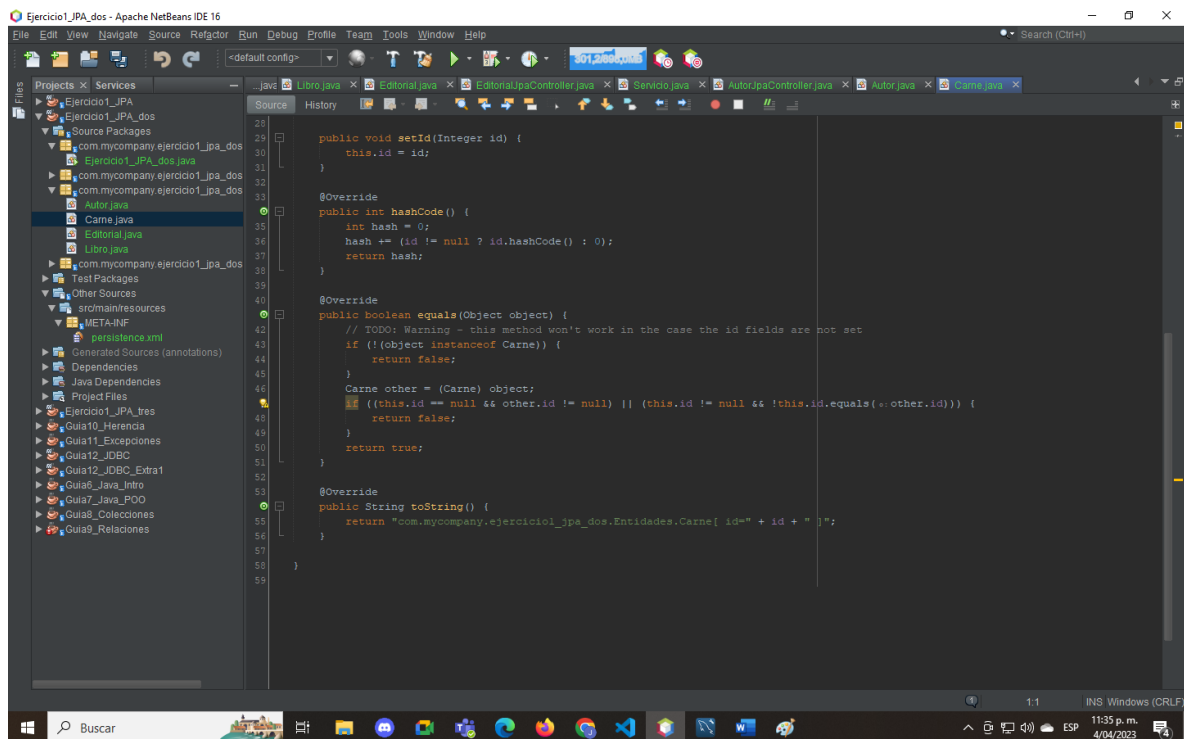 Ejercicio1_JPA_dos - Apache NetBeans IDE 16
File Edit View Navigate Source Refactor Run Debug Profile Team Tools Window Help
Search (Ctrl+I)
<default config>
Files
Projects
Services
Ejercicio1_JPA
Ejercicio1_JPA_dos
Source Packages
com.mycompany.ejercicio1_jpa_dos
Ejercicio1_JPA_dos.java
com.mycompany.ejercicio1_jpa_dos
com.mycompany.ejercicio1_jpa_dos
Autor.java
Carne.java
Editorial.java
Libro.java
com.mycompany.ejercicio1_jpa_dos
Test Packages
Other Sources
src/main/resources
META-INF
persistence.xml
Generated Sources (annotations)
Dependencies
Java Dependencies
Project Files
Ejercicio1_JPA_tres
Guia10_Herencia
Guia11_Excepciones
Guia12_JDBC
Guia12_JDBC_Extra1
Guia6_Java_Intro
Guia7_Java_POO
Guia8_Colecciones
Guia9_Relaciones
...java Libro.java Editorial.java EditorialJpaController.java Servicio.java AutorJpaController.java Autor.java Carne.java
Source History
28
29 public void setId(Integer id) {
30 this.id = id;
31 }
32
33 @Override
public int hashCode() {
35 int hash = 0;
36 hash += (id != null ? id.hashCode() : 0);
37 return hash;
38 }
39
40 @Override
public boolean equals(Object object) {
42 // TODO: Warning - this method won't work in the case the id fields are not set
43 if (!(object instanceof Carne)) {
44 return false;
45 }
46 Carne other = (Carne) object;
if ((this.id == null && other.id != null) || (this.id != null && !this.id.equals( o: other.id))) {
48 return false;
49 }
50 return true;
51 }
52
53 @Override
public String toString() {
55 return "com.mycompany.ejercicio1_jpa_dos.Entidades.Carne[ id=" + id + " ]";
56 }
57
58 }
59
1:1 INS Windows (CRLF)
Buscar
ESP
11:35 p. m.
4/04/2023
4